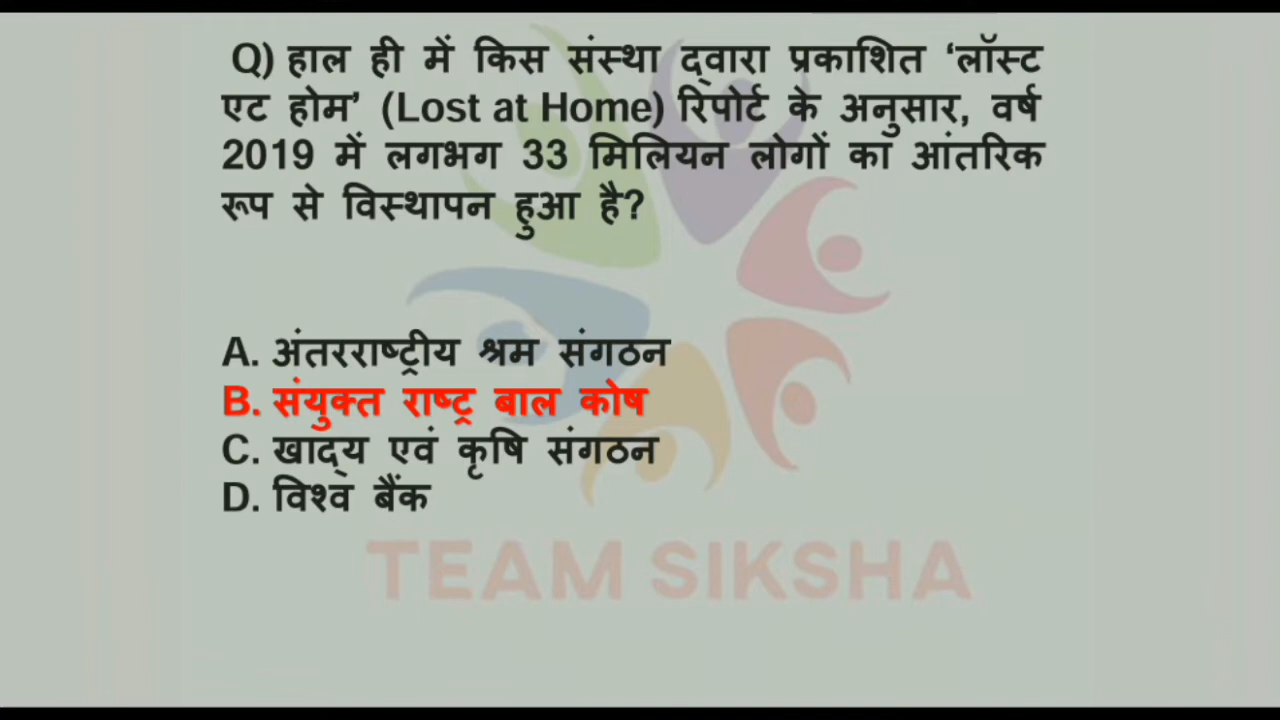 Q) हाल ही में किस संस्था द्वारा प्रकाशित ‘लॉस्ट
एट होम’ (Lost at Home) रिपोर्ट के अनुसार, वर्ष
2019 में लगभग 33 मिलियन लोगों का आंतरिक
रूप से विस्थापन हुआ है?
A. अंतरराष्ट्रीय श्रम संगठन
B. संयुक्त राष्ट्र बाल कोष
C. खाद्य एवं कृषि संगठन
D. विश्व बैंक
TEAM SIKSHA